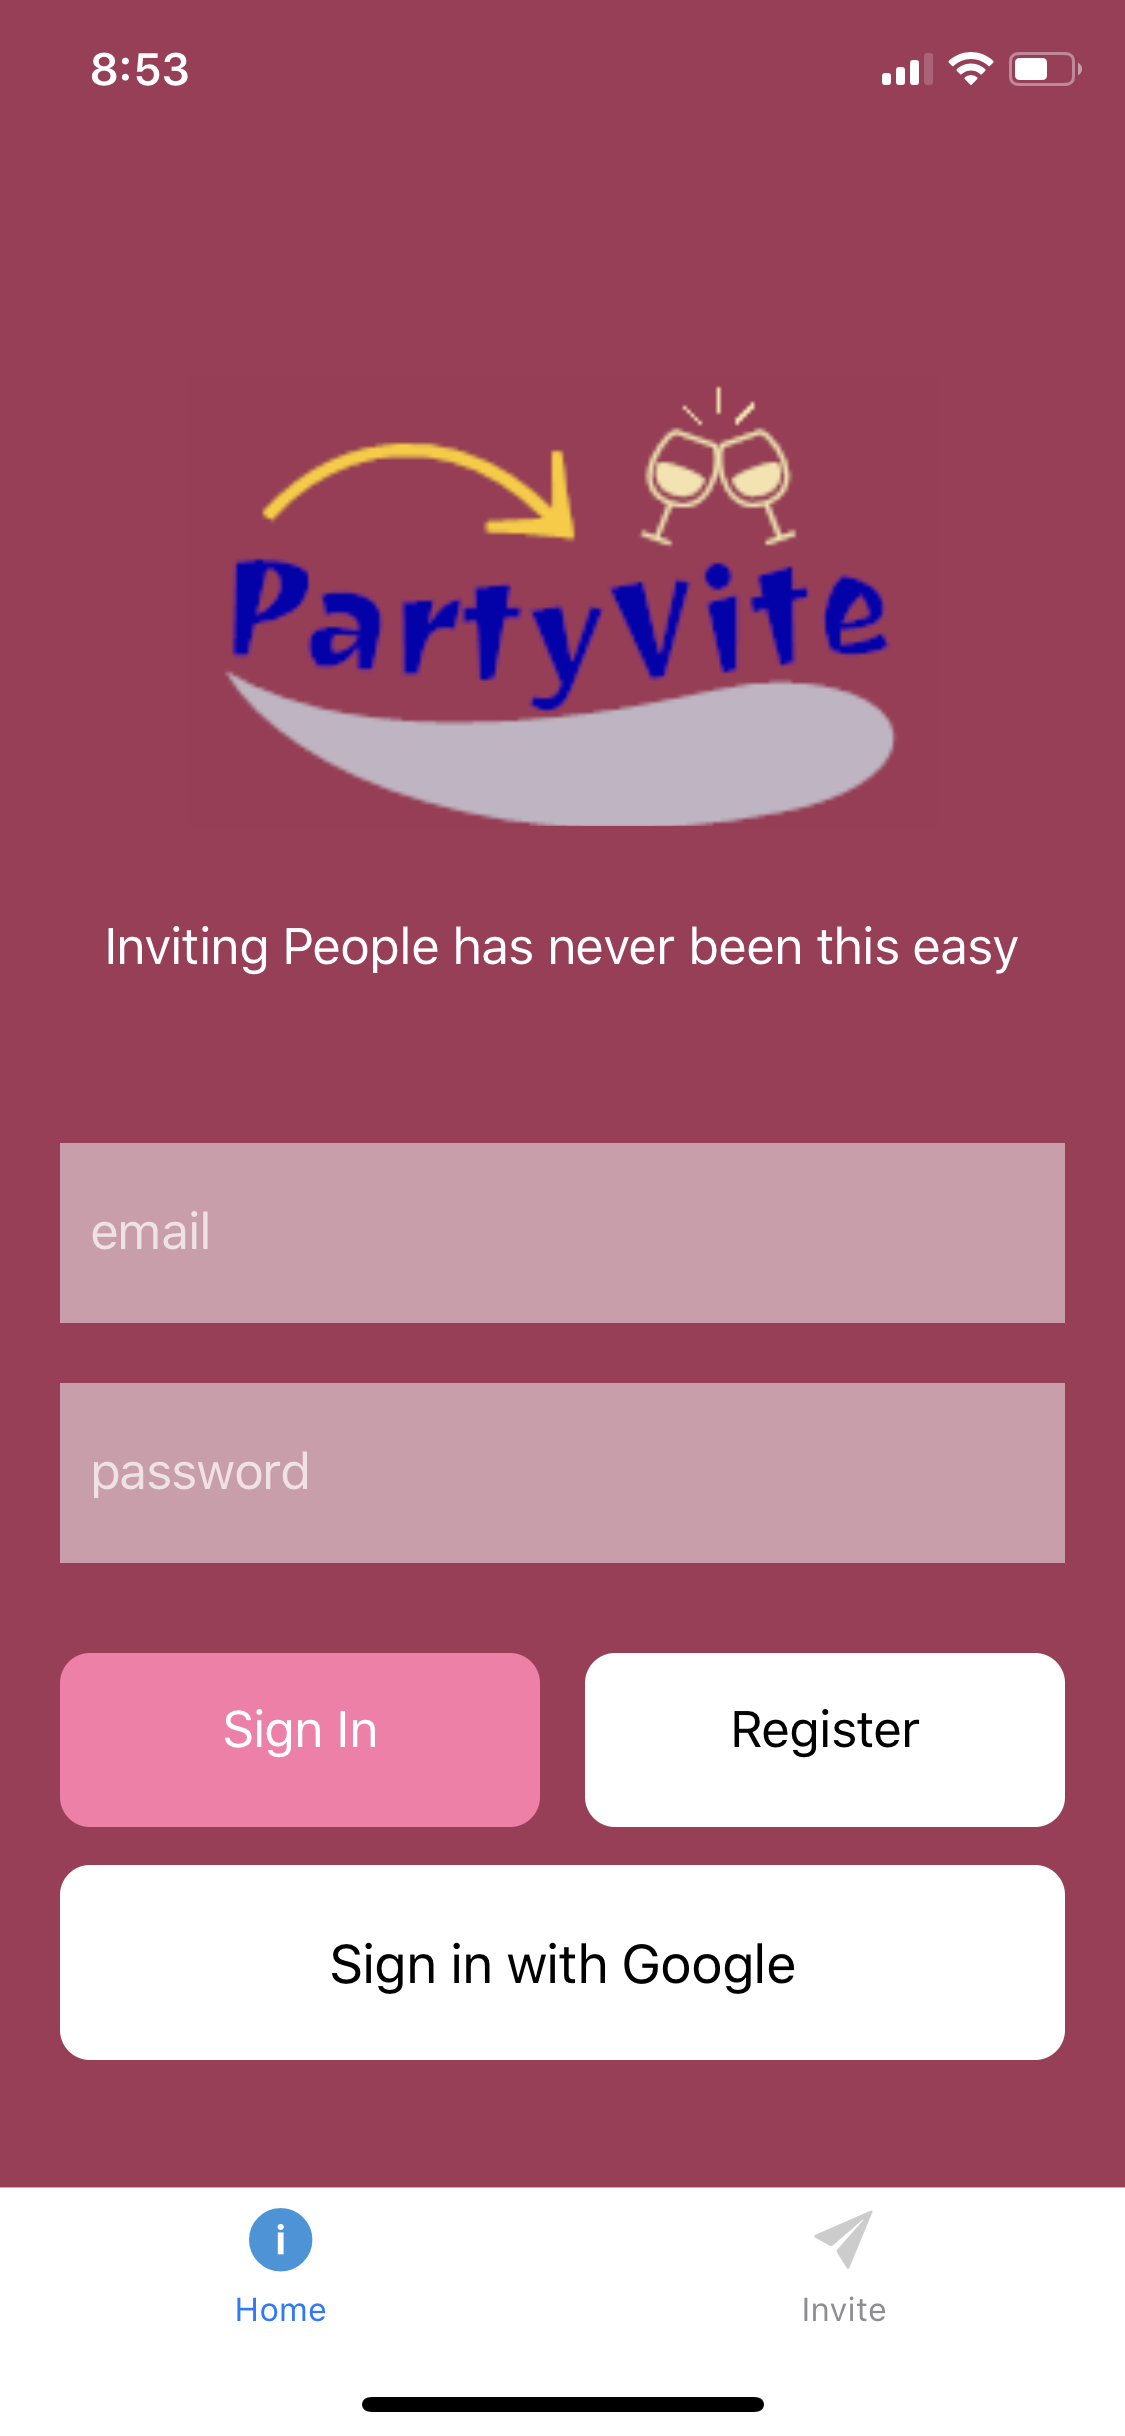 8:53
PartyVite
Inviting People has never been this easy
email
password
Sign In
Register
Sign in with Google
Home
Invite